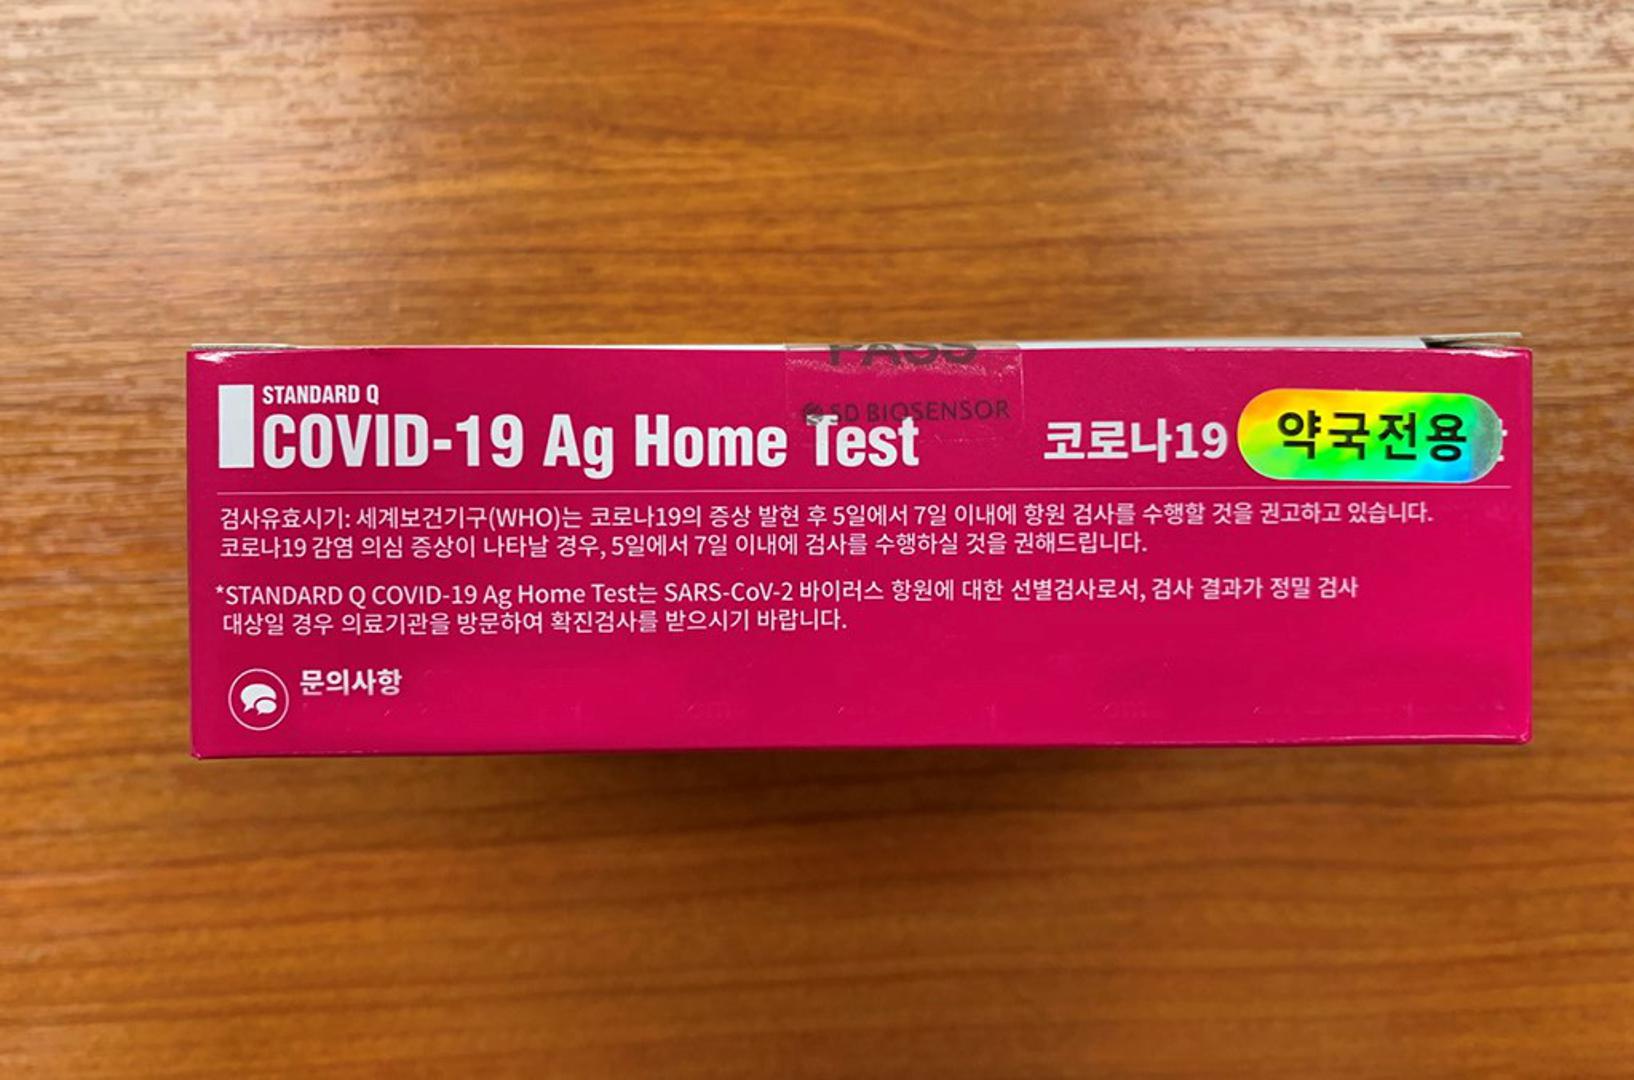 PASS
SD BIOSENSOR
STANDARD Q
COVID-19 Ag Home Test
코로나19
약국전용
검사유효시기: 세계보건기구(WHO)는 코로나19의 증상 발현 후 5일에서 7일 이내에 항원 검사를 수행할 것을 권고하고 있습니다.
코로나19 감염 의심 증상이 나타날 경우, 5일에서 7일 이내에 검사를 수행하실 것을 권해드립니다.
*STANDARD Q COVID-19 Ag Home Test는 SARS-CoV-2 바이러스 항원에 대한 선별검사로서, 검사 결과가 정밀 검사
대상일 경우 의료기관을 방문하여 확진검사를 받으시기 바랍니다.
문의사항